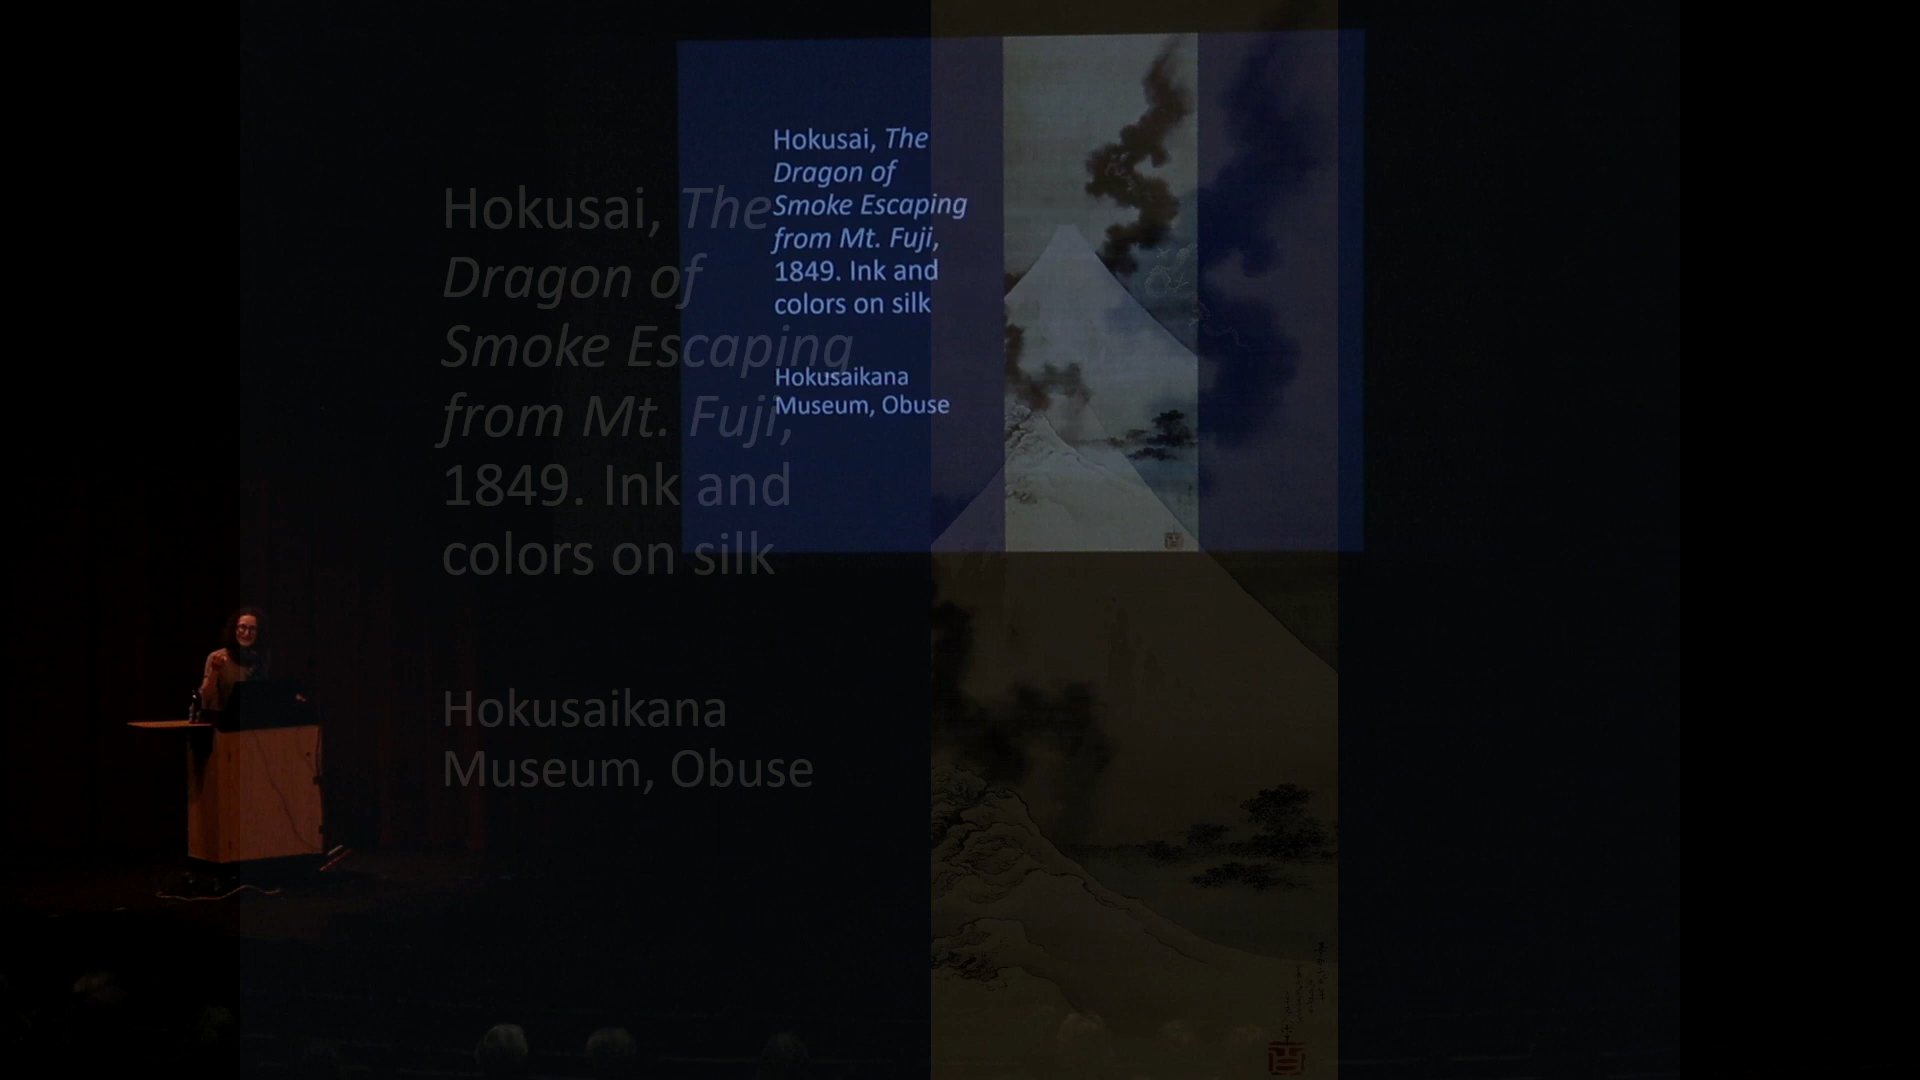 Hokusai, The
Dragon of
Smoke Escaping
from Mt. Fuji,
1849. Ink and
colors on silk
Hokusaikana
Museum, Obuse
Hokusai, The
Dragon of
Smoke Escaping
from Mt. Fuji,
1849. Ink and
colors on silk
Hokusaikana
Museum, Obuse